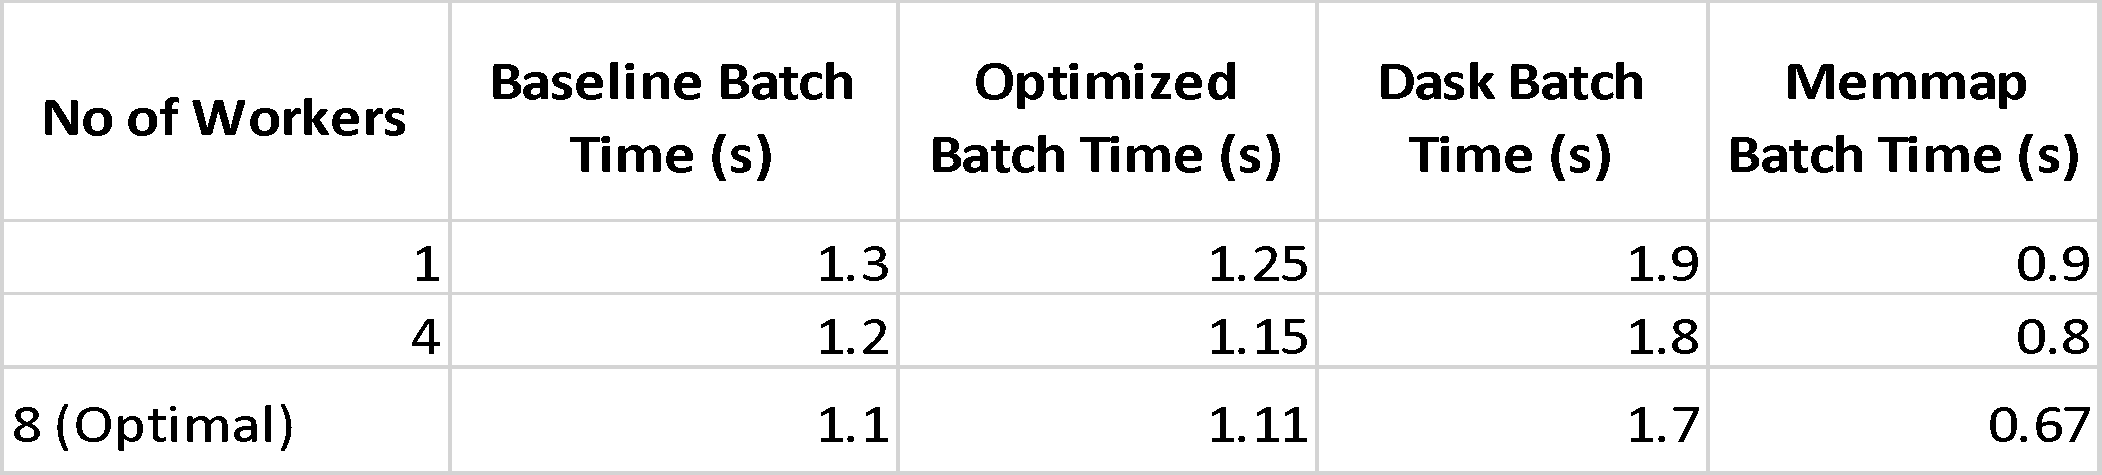 No of Workers
Baseline Batch
Time (s)
Optimized
Batch Time (s)
Dask Batch
Time (s)
Memmap
Batch Time (s)
1 1.3 1.25 1.9 0.9
4 1.2 1.15 1.8 0.8
8 (Optimal) 1.1 1.11 1.7 0.67